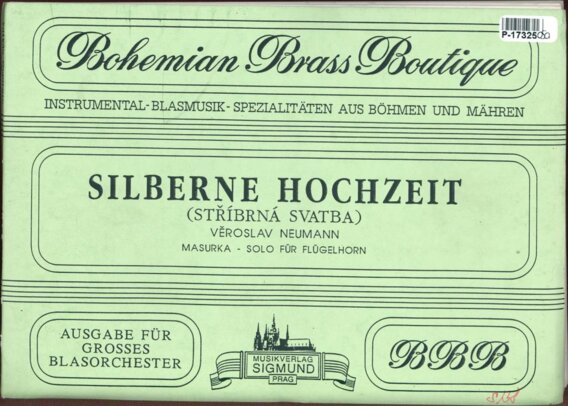 P-173250
Bohemian Brass Boutique
INSTRUMENTAL-BLASMUSIK-SPEZIALITÄTEN AUS BÖHMEN UND MÄHREN
SILBERNE HOCHZEIT
(STŘÍBRNÁ SVATBA)
VĚROSLAV NEUMANN
MASURKA - SOLO FÜR FLÜGELHORN
AUSGABE FÜR
GROSSES
BLASORCHESTER
MUSIKVERLAG
SIGMUND
PRAG
BBB